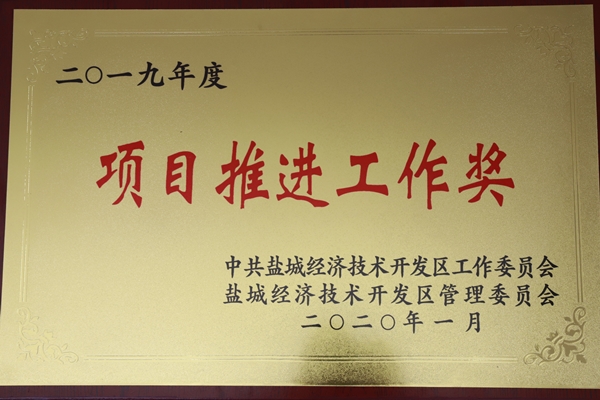 二〇一九年度
项目推进工作奖
中共盐城经济技术开发区工作委员会
盐城经济技术开发区管理委员会
二〇二〇年一月